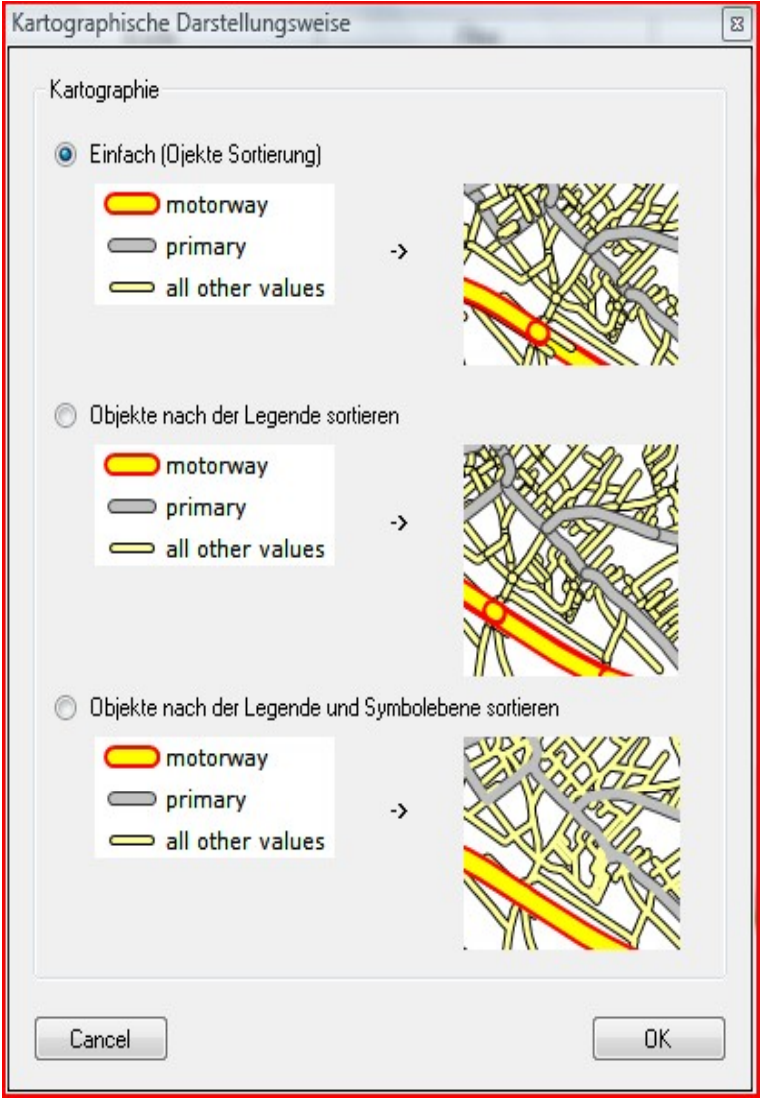 Kartographische Darstellungsweise
Kartographie
Einfach (Ojekte Sortierung)
motorway
primary
->
all other values
Objekte nach der Legende sortieren
motorway
primary
->
all other values
Objekte nach der Legende und Symbolebene sortieren
motorway
primary
->
all other values
Cancel
OK